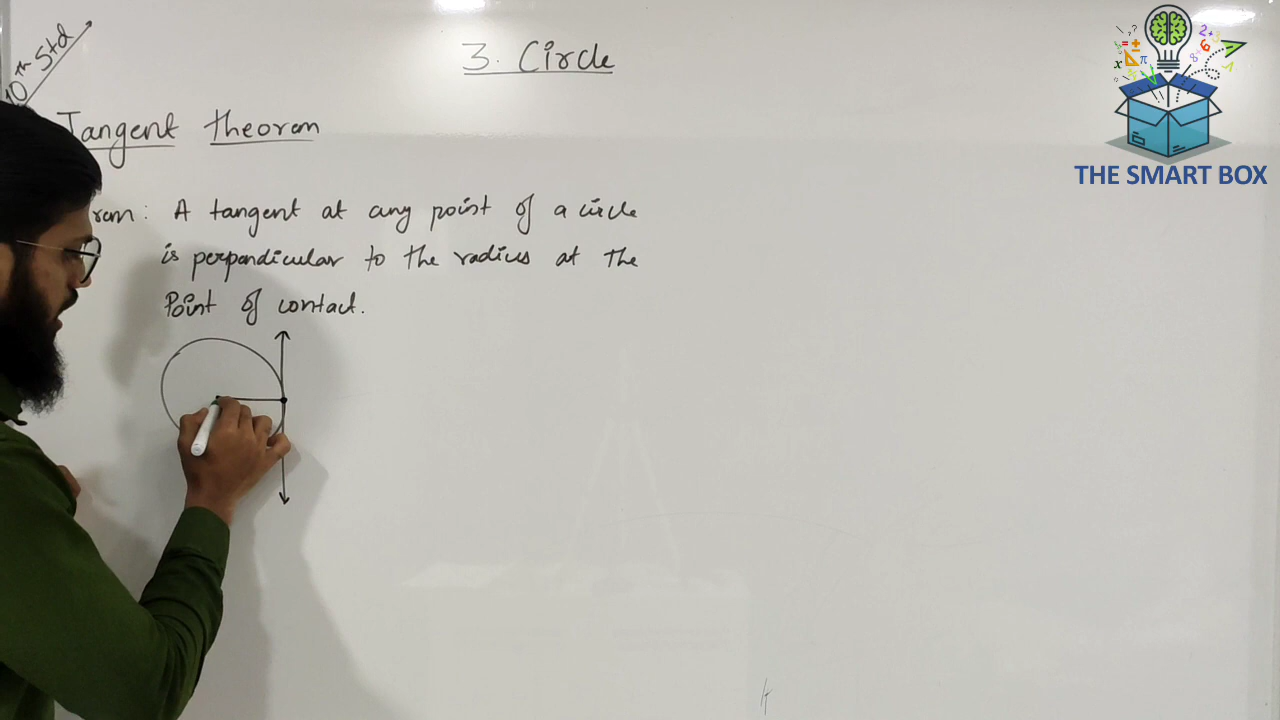 10th Std
3. Circle
Tangent theorem
rem: A tangent at any point of a circle
is perpendicular to the radius at the
Point of contact.
THE SMART BOX